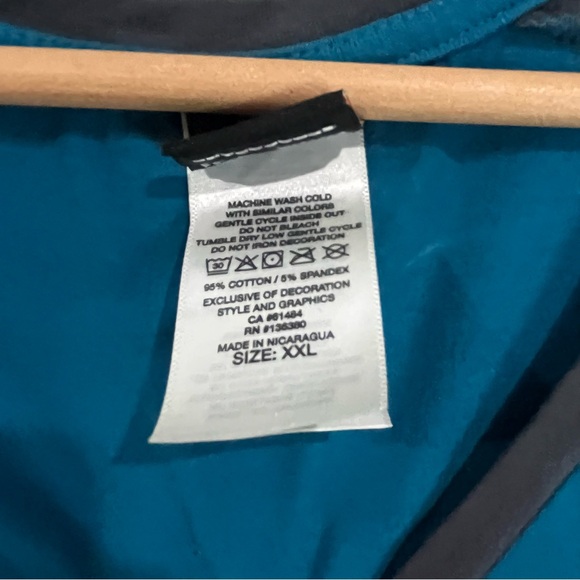 MACHINE WASH COLD
WITH SIMILAR COLORS
GENTLE CYCLE INSIDE OUT
DO NOT BLEACH
TUMBLE DRY LOW GENTLE CYCLE
DO NOT IRON DECORATION
30
95% COTTON / 5% SPANDEX
EXCLUSIVE OF DECORATION
STYLE AND GRAPHICS
CA #61484
RN #135380
MADE IN NICARAGUA
SIZE: XXL